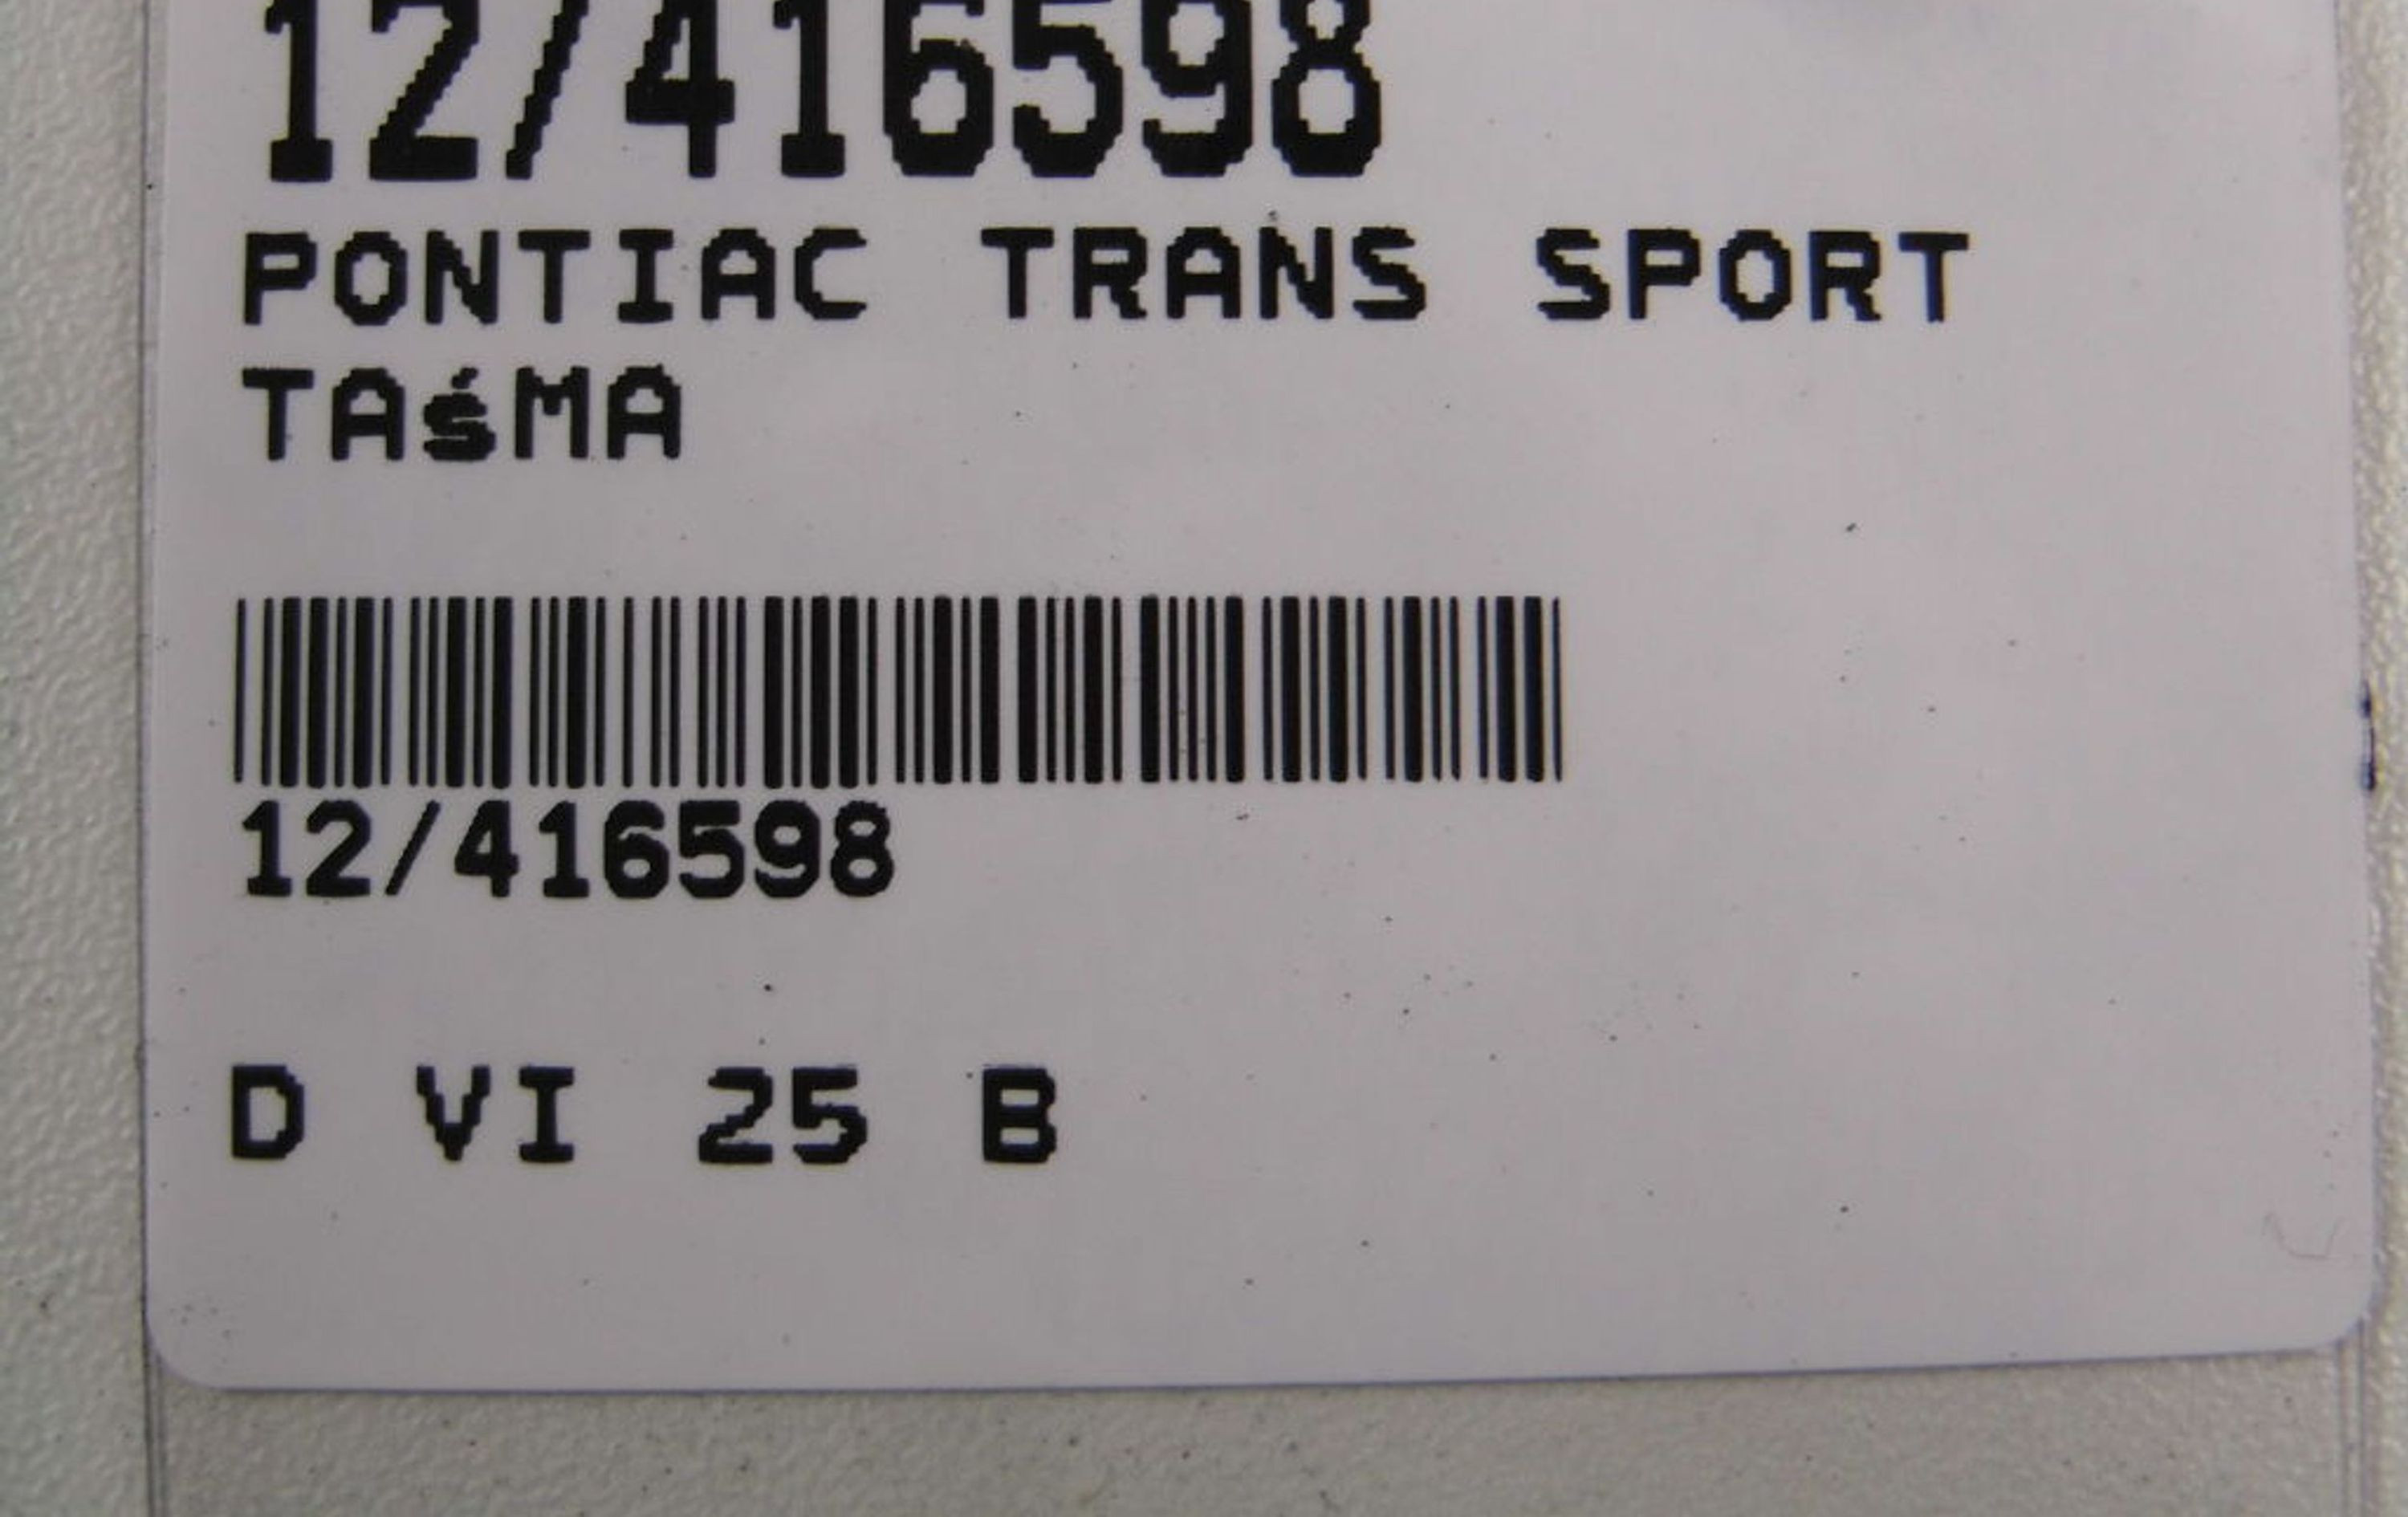 12/416598
PONTIAC TRANS SPORT
TAśMA
12/416598
D VI 25 B